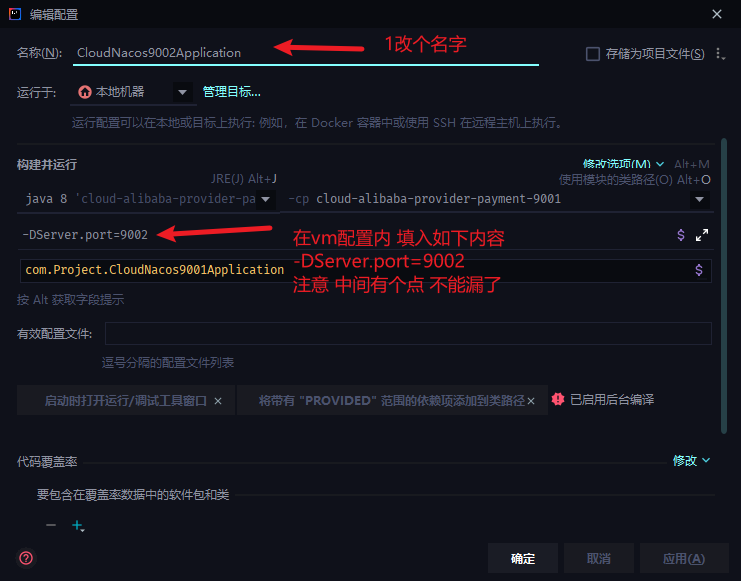 编辑配置
名称(N):
CloudNacos9002Application
1改个名字
存储为项目文件(S)
运行于:
本地机器
管理目标...
运行配置可以在本地或目标上执行: 例如，在 Docker 容器中或使用 SSH 在远程主机上执行。
构建并运行
修改选项(M)
Alt+M
JRE(J) Alt+J
使用模块的类路径(O) Alt+O
java 8 'cloud-alibaba-provider-pa
-cp cloud-alibaba-provider-payment-9001
-DServer.port=9002
在vm配置内 填入如下内容
-DServer.port=9002
com.Project.CloudNacos9001Application
注意 中间有个点 不能漏了
按 Alt 获取字段提示
有效配置文件:
逗号分隔的配置文件列表
启动时打开运行/调试工具窗口 ×
将带有 "PROVIDED" 范围的依赖项添加到类路径 ×
已启用后台编译
代码覆盖率
修改
要包含在覆盖率数据中的软件包和类
确定
取消
应用(A)